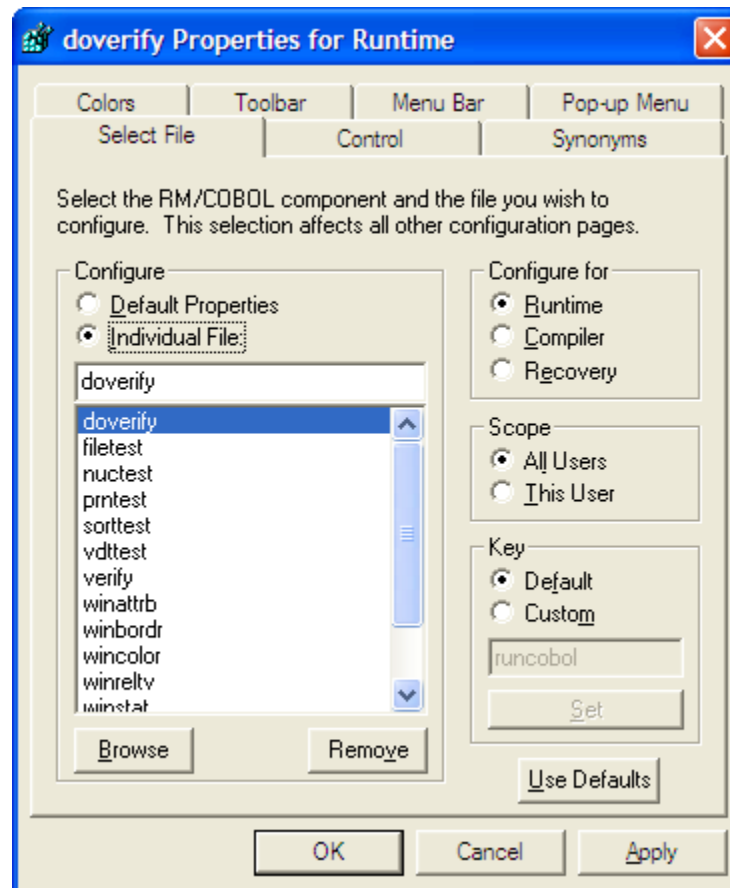 doverify Properties for Runtime
Colors Toolbar Menu Bar Pop-up Menu
Select File Control Synonyms
Select the RM/COBOL component and the file you wish to
configure. This selection affects all other configuration pages.
Configure
Default Properties
Individual File:
doverify
doverify
filetest
nuctest
prntest
sorttest
vdttest
verify
winattrb
winbordr
wincolor
winreltv
winstat
Browse Remove
Configure for
Runtime
Compiler
Recovery
Scope
All Users
This User
Key
Default
Custom
runcobol
Set
Use Defaults
OK Cancel Apply